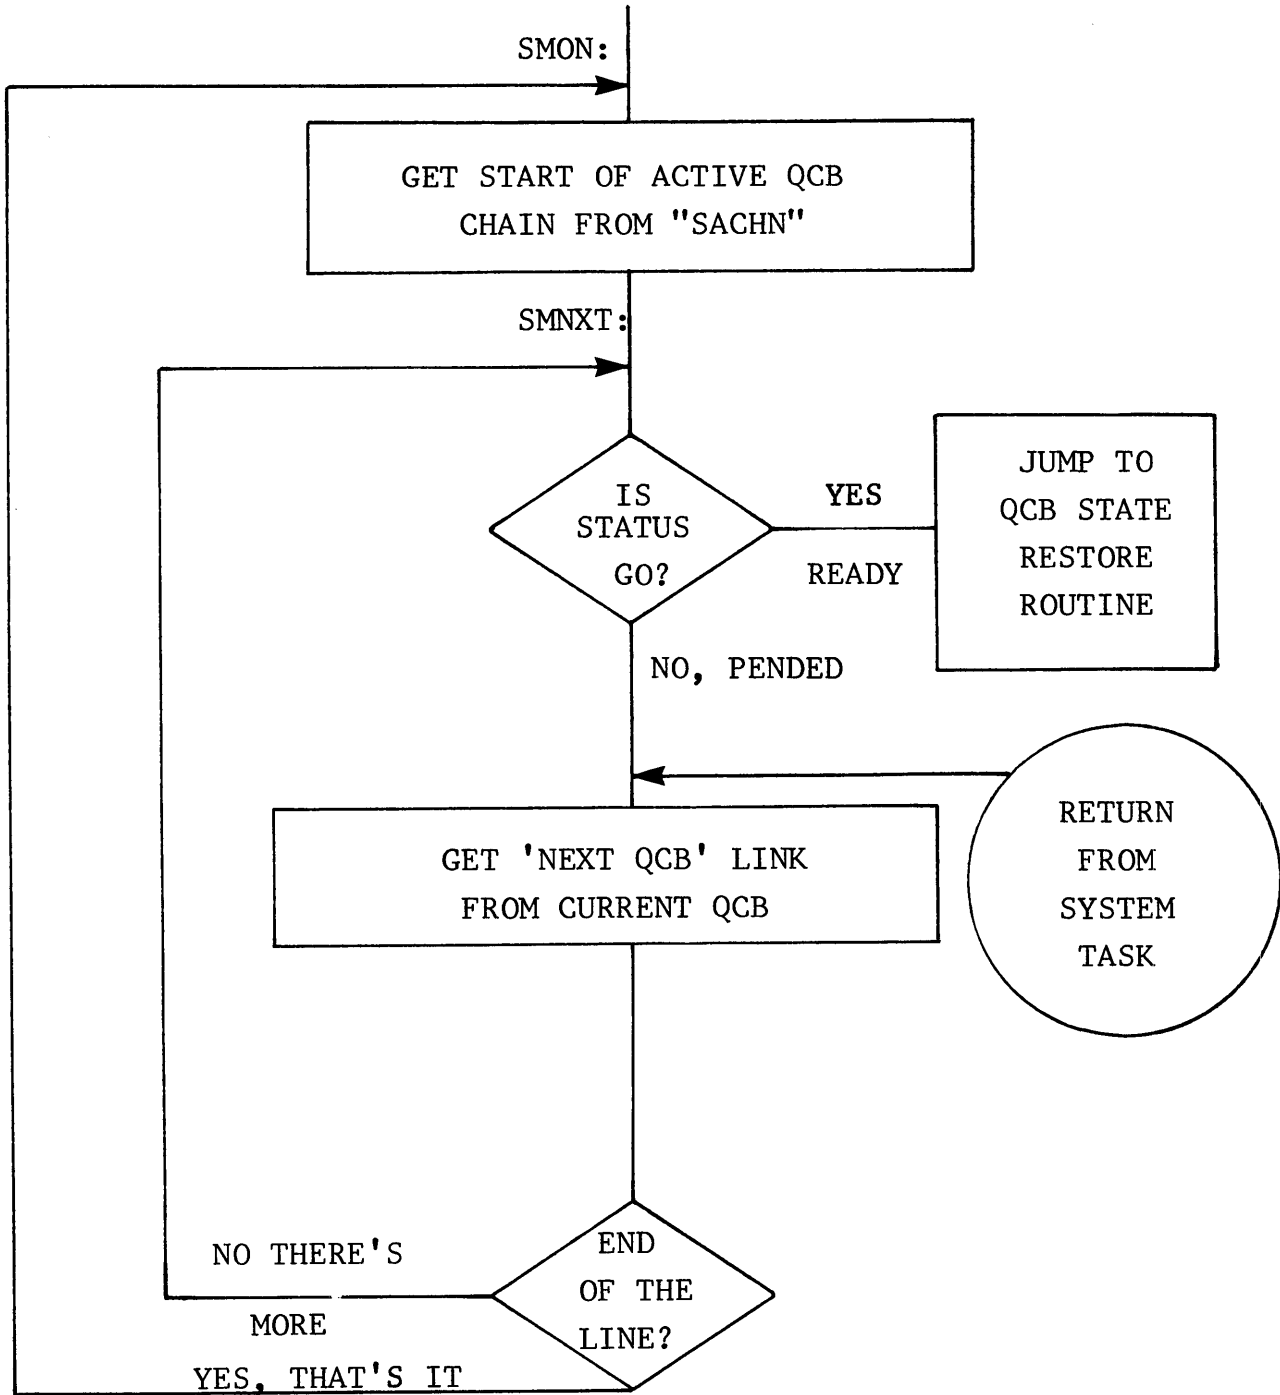 SMON:
GET START OF ACTIVE QCB
CHAIN FROM "SACHN"
SMNXT:
IS
STATUS
GO?
YES
READY
JUMP TO
QCB STATE
RESTORE
ROUTINE
NO, PENDED
GET 'NEXT QCB' LINK
FROM CURRENT QCB
RETURN
FROM
SYSTEM
TASK
END
OF THE
LINE?
NO THERE'S
MORE
YES, THAT'S IT